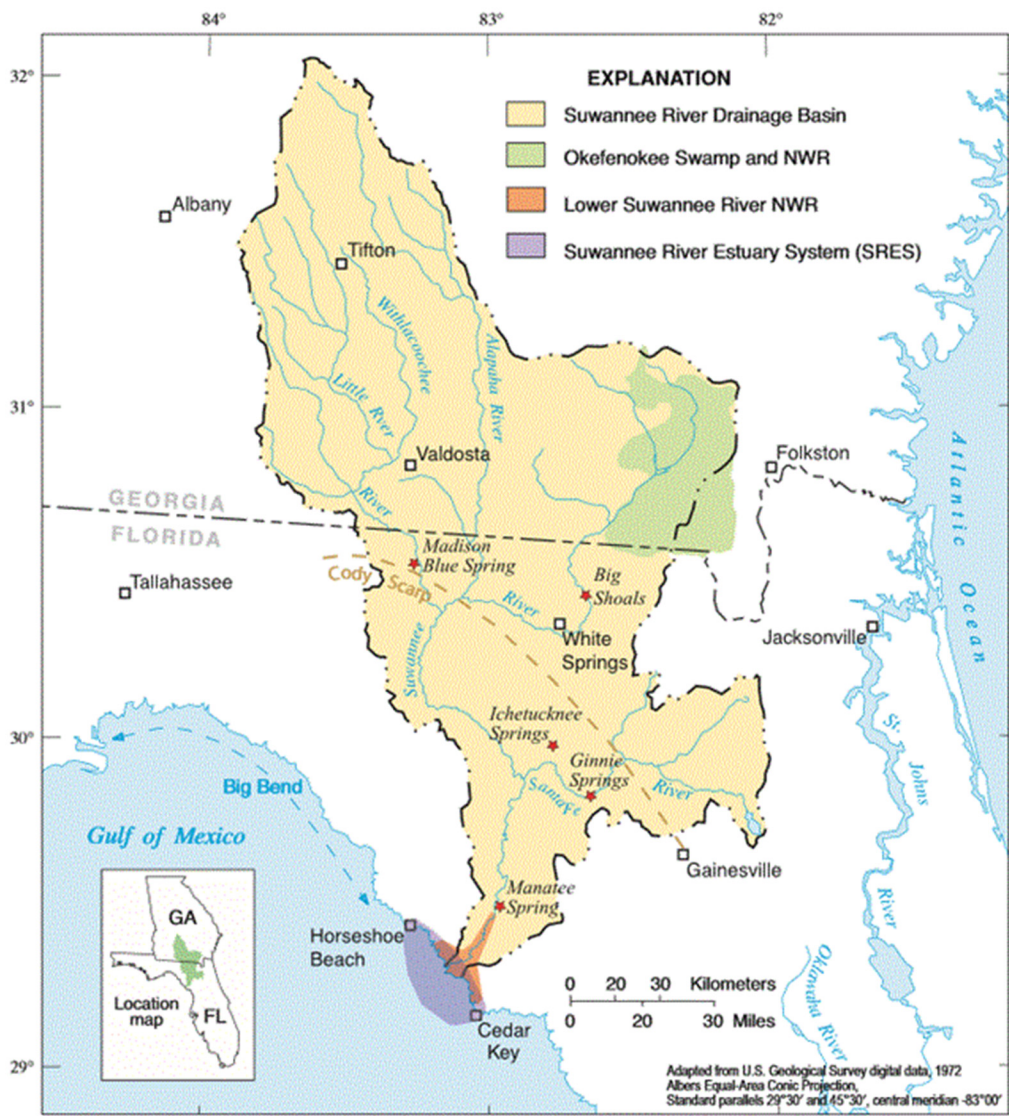 84°
83°
82°
32°
EXPLANATION
Suwannee River Drainage Basin
Okefenokee Swamp and NWR
Lower Suwannee River NWR
Suwannee River Estuary System (SRES)
Albany
Tifton
Withlacoochee
Alapaha River
Little River
31°
Valdosta
Folkston
Atlantic Ocean
River
GEORGIA
FLORIDA
Madison
Blue Spring
Cody Scarp
Tallahassee
Big
Shoals
River
White
Springs
Jacksonville
Suwannee
30°
Ichetucknee
Springs
Ginnie
Springs
Santa Fe
River
St. Johns
River
Big Bend
Gulf of Mexico
Gainesville
Manatee
Spring
Horseshoe
Beach
GA
FL
Location
map
Cedar
Key
0 20 30 Kilometers
0 20 30 Miles
Oklawaha River
29°
Adapted from U.S. Geological Survey digital data, 1972
Albers Equal-Area Conic Projection,
Standard parallels 29°30' and 45°30', central meridian -83°00'